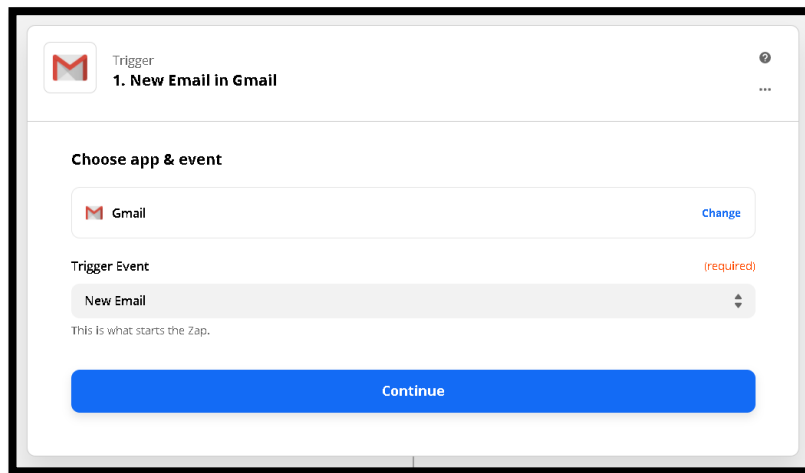 Trigger
1. New Email in Gmail
Choose app & event
Gmail
Change
Trigger Event
(required)
New Email
This is what starts the Zap.
Continue